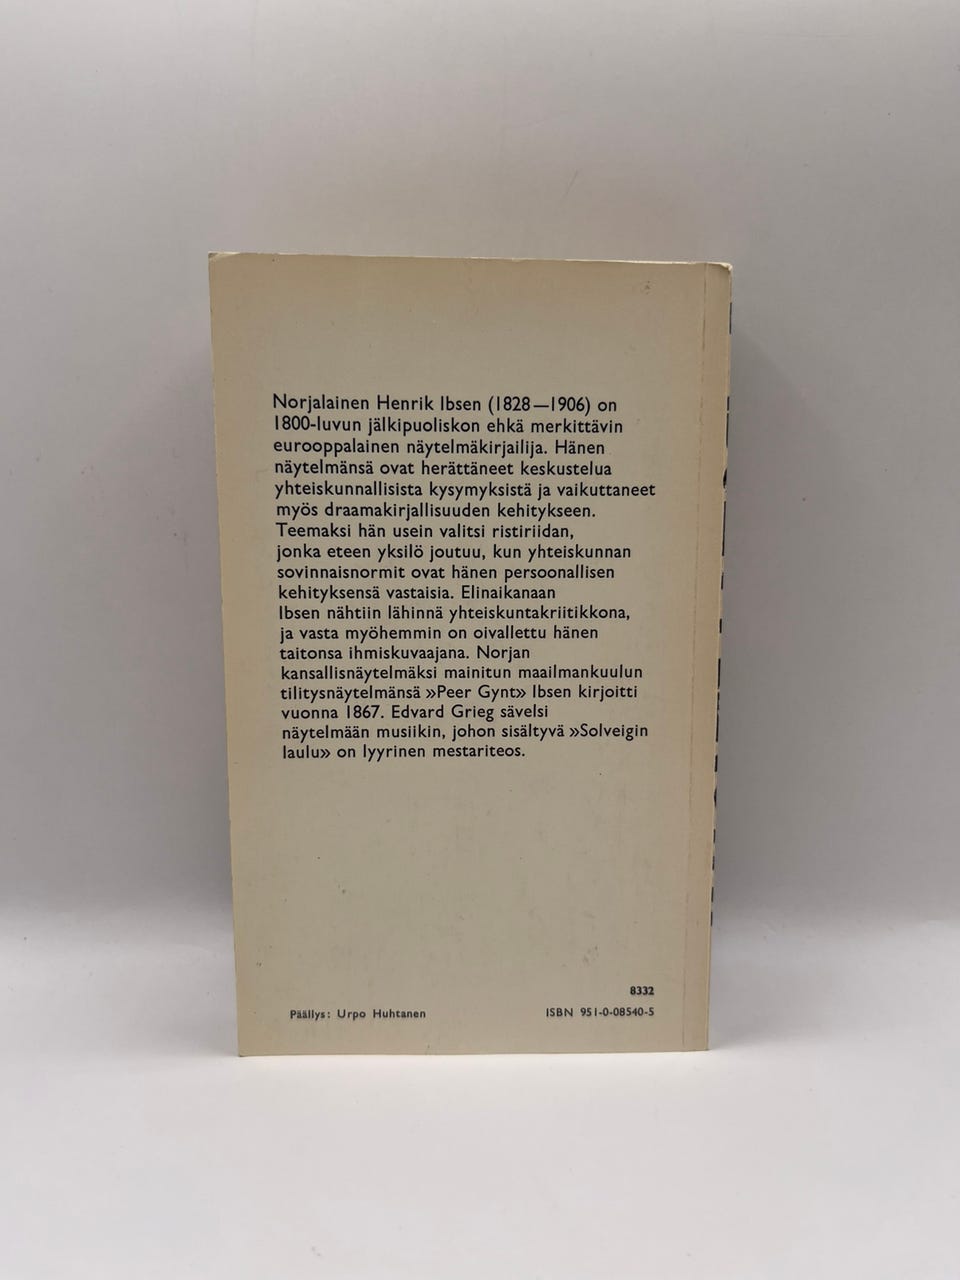 Norjalainen Henrik Ibsen (1828—1906) on
1800-luvun jälkipuoliskon ehkä merkittävin
eurooppalainen näytelmäkirjailija. Hänen
näytelmänsä ovat herättäneet keskustelua
yhteiskunnallisista kysymyksistä ja vaikuttaneet
myös draamakirjallisuuden kehitykseen.
Teemaksi hän usein valitsi ristiriidan,
jonka eteen yksilö joutuu, kun yhteiskunnan
sovinnaisnormit ovat hänen persoonallisen
kehityksensä vastaisia. Elinaikanaan
Ibsen nähtiin lähinnä yhteiskuntakriitikkona,
ja vasta myöhemmin on oivallettu hänen
taitonsa ihmiskuvaajana. Norjan
kansallisnäytelmäksi mainitun maailmankuulun
tilitysnäytelmänsä »Peer Gynt» Ibsen kirjoitti
vuonna 1867. Edvard Grieg sävelsi
näytelmään musiikin, johon sisältyvä »Solveigin
laulu» on lyyrinen mestariteos.
8332
Päällys: Urpo Huhtanen
ISBN 951-0-08540-5